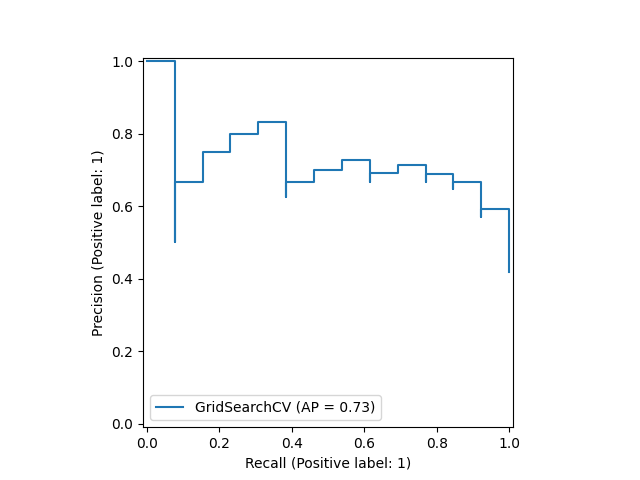 1.0
0.8
0.6
0.4
0.2
0.0
Precision (Positive label: 1)
GridSearchCV (AP = 0.73)
0.0 0.2 0.4 0.6 0.8 1.0
Recall (Positive label: 1)